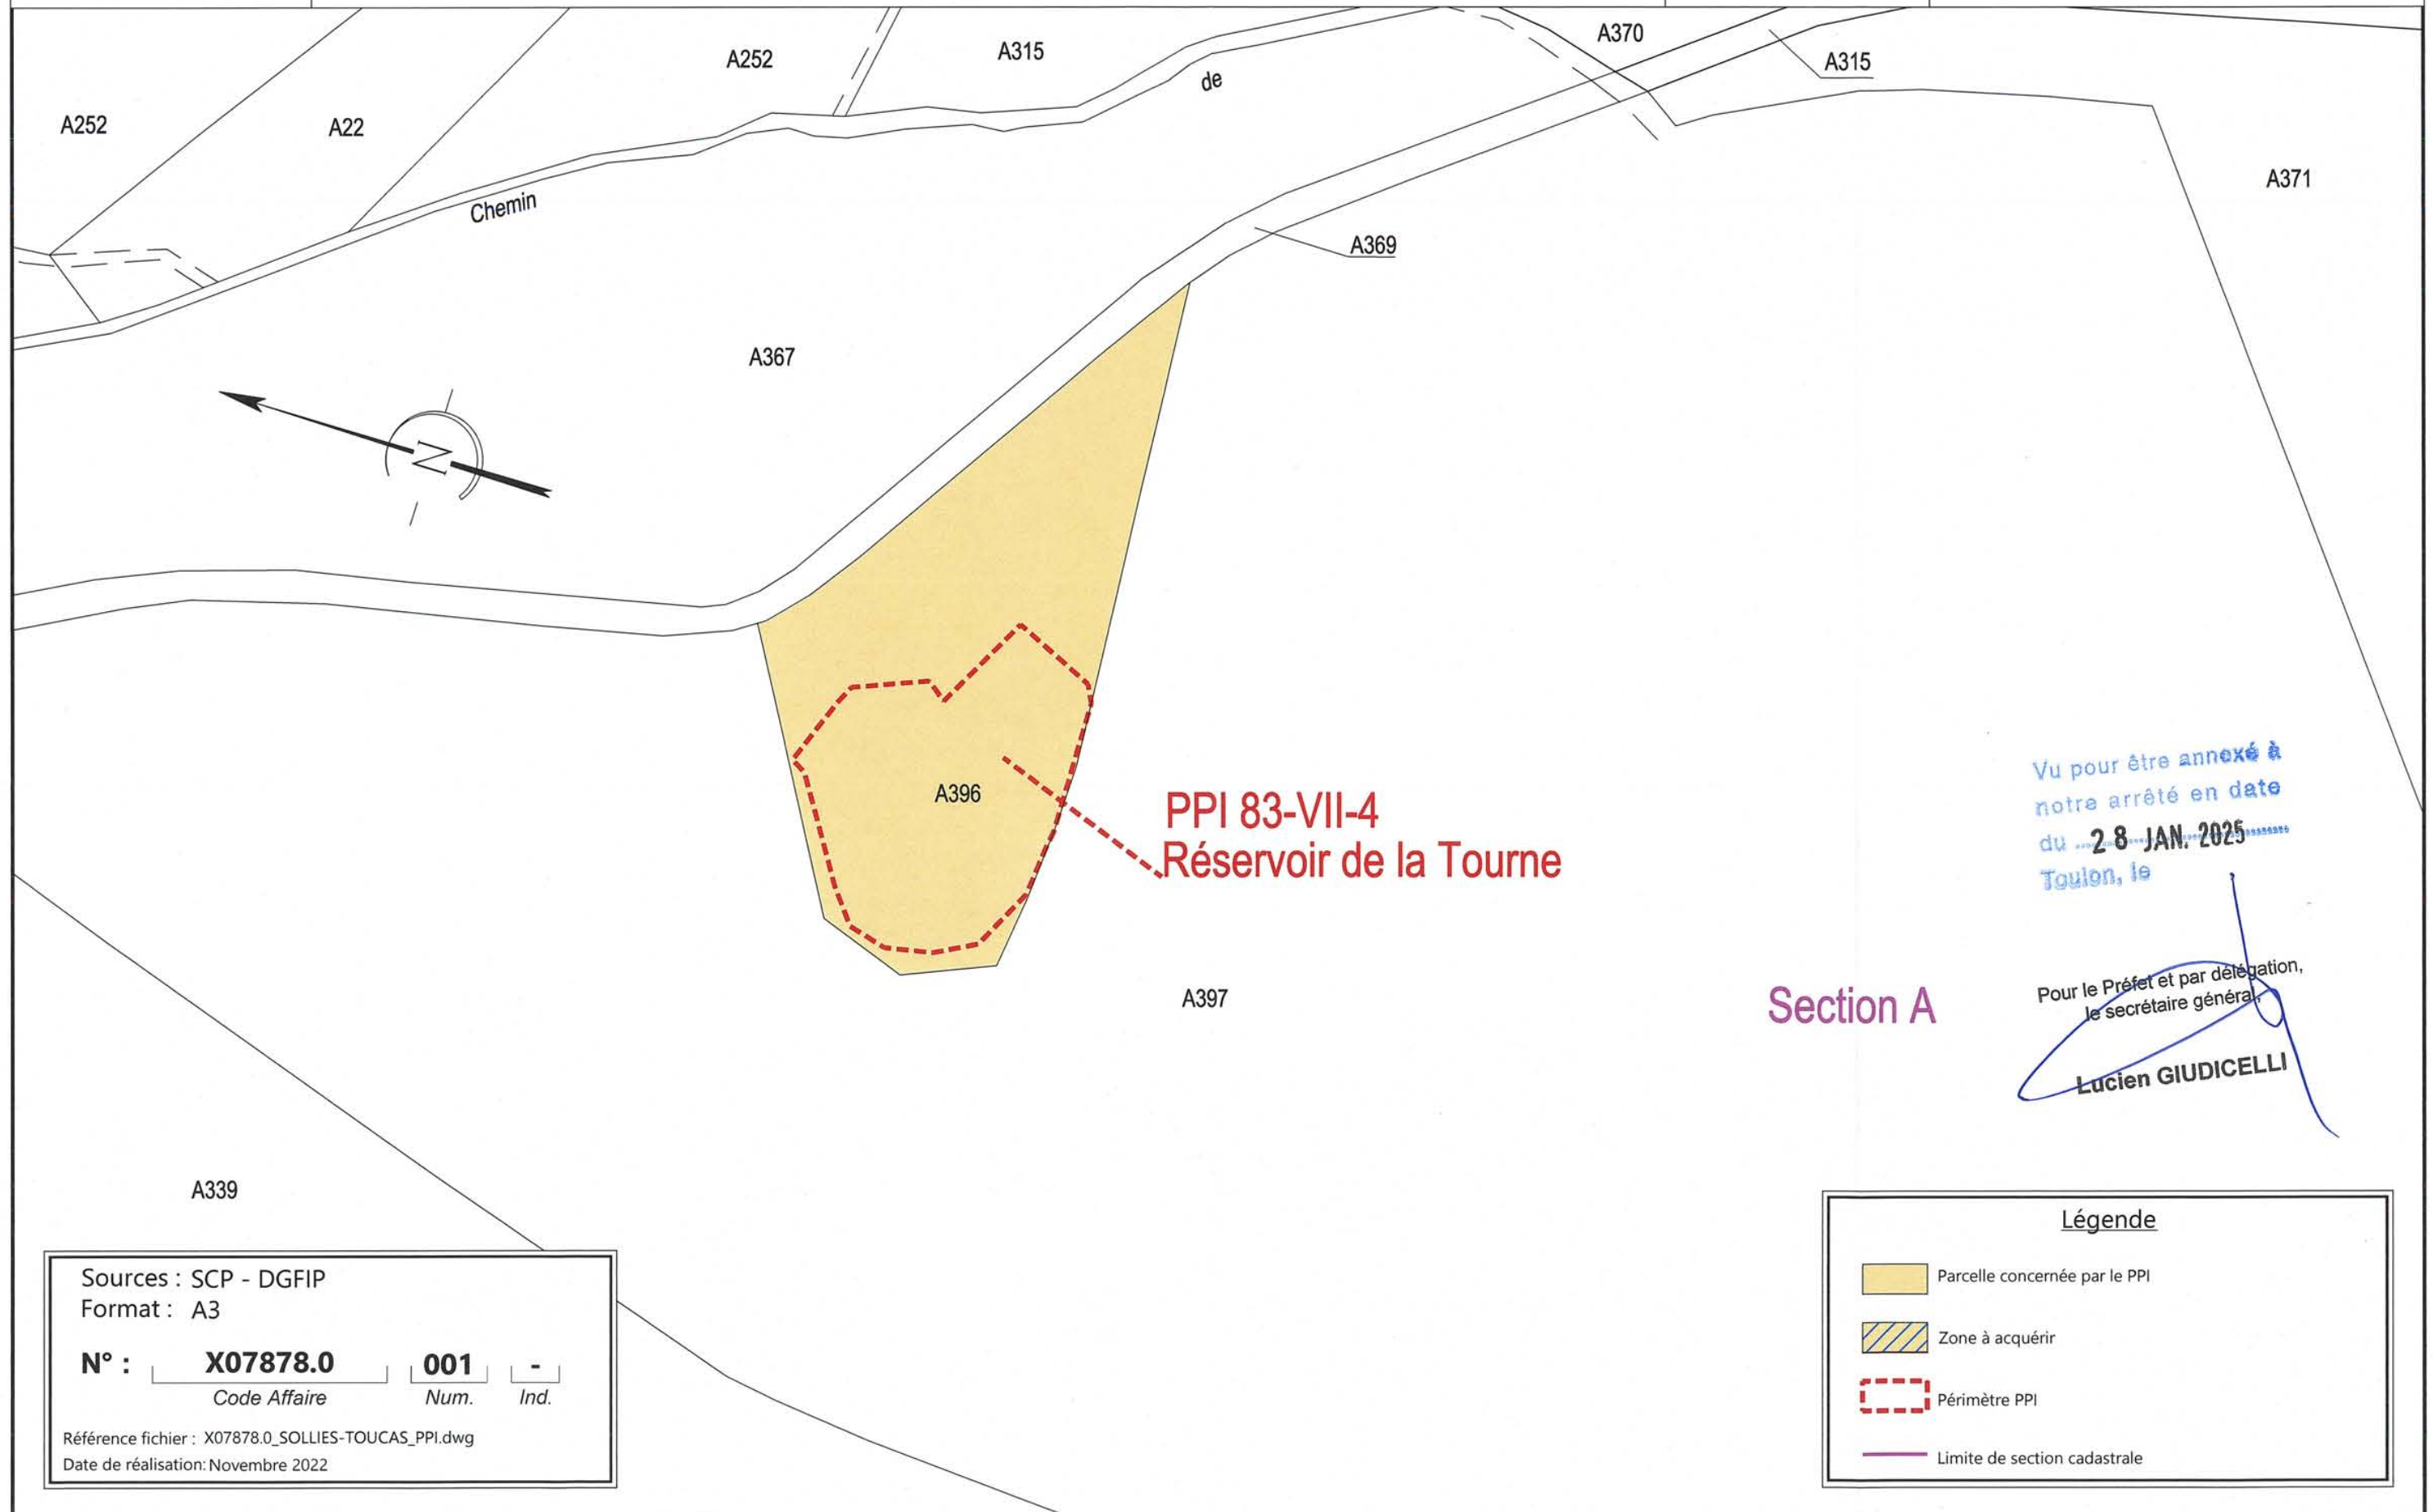 A252
A22
A252
A315
de
A370
A315
A371
Chemin
A369
A367
N
A396
PPI 83-VII-4
Réservoir de la Tourne
A397
Section A
A339
Vu pour être annexé à
notre arrêté en date
du 28 JAN. 2025
Toulon, le
Pour le Préfet et par délégation,
le secrétaire général,
Lucien GIUDICELLI
Sources : SCP - DGFIP
Format : A3
N° : X07878.0 001 -
Code Affaire Num. Ind.
Référence fichier : X07878.0_SOLLIES-TOUCAS_PPI.dwg
Date de réalisation: Novembre 2022
Légende
Parcelle concernée par le PPI
Zone à acquérir
Périmètre PPI
Limite de section cadastrale